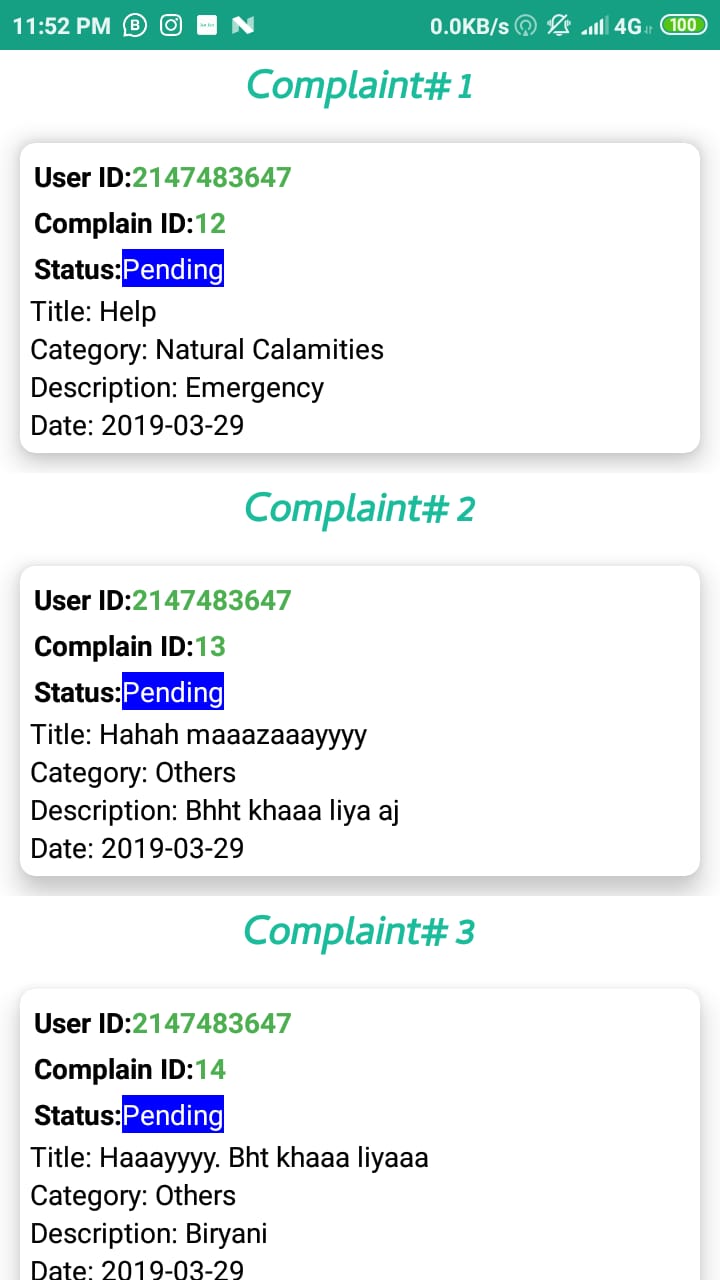 11:52 PM 0.0KB/s 4G 100
Complaint# 1
User ID:2147483647
Complain ID:12
Status:Pending
Title: Help
Category: Natural Calamities
Description: Emergency
Date: 2019-03-29
Complaint# 2
User ID:2147483647
Complain ID:13
Status:Pending
Title: Hahah maaazaaayyyy
Category: Others
Description: Bhht khaaa liya aj
Date: 2019-03-29
Complaint# 3
User ID:2147483647
Complain ID:14
Status:Pending
Title: Haaayyyy. Bht khaaa liyaaa
Category: Others
Description: Biryani
Date: 2019-03-29